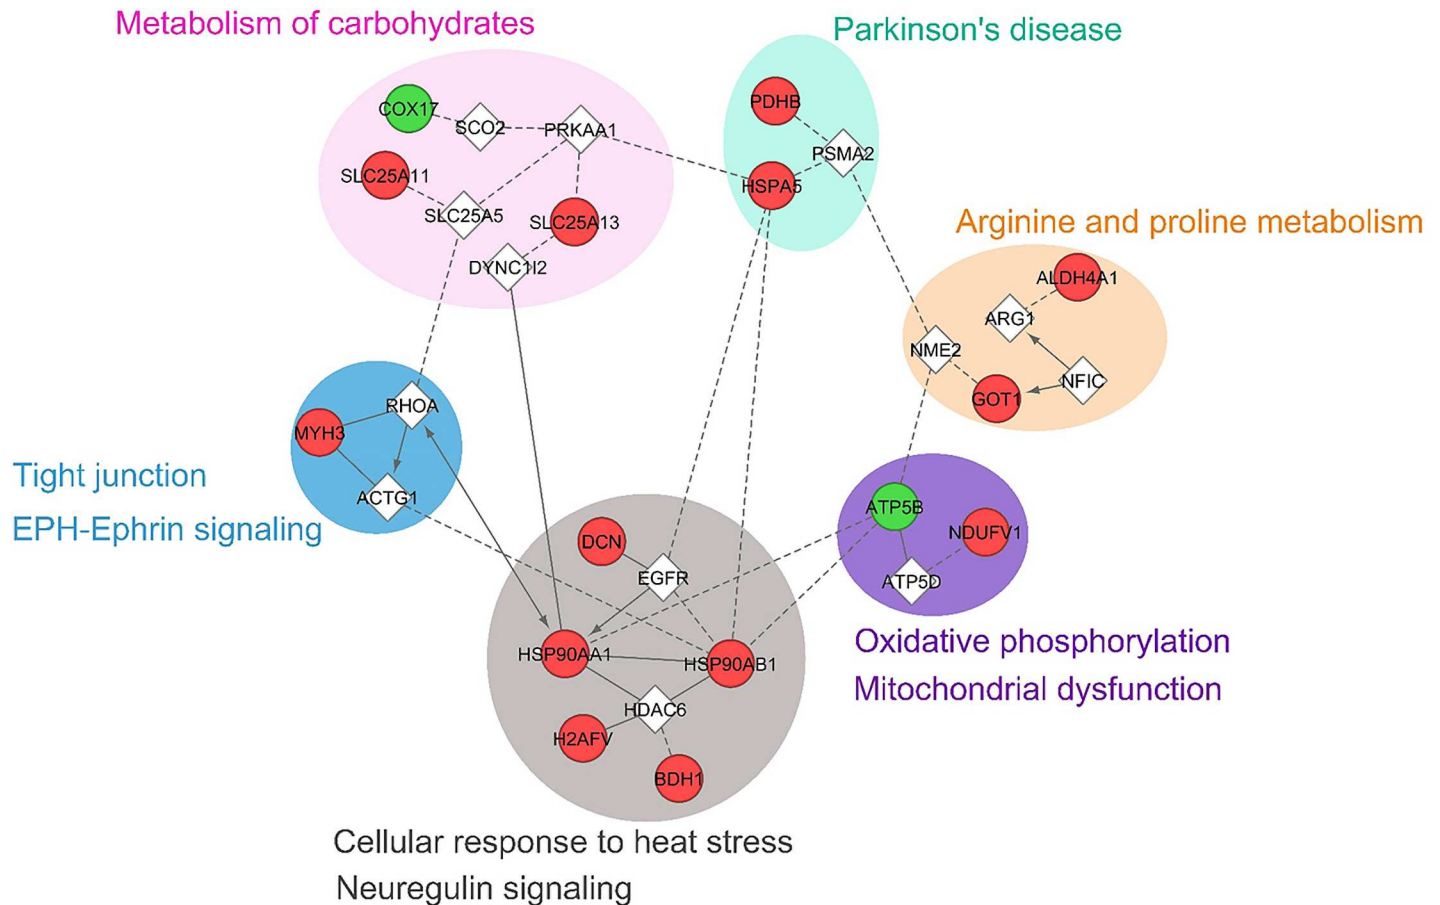 Metabolism of carbohydrates
Parkinson's disease
COX17
SCO2
PRKAA1
SLC25A11
SLC25A5
SLC25A13
DYNC1I2
PDHB
PSMA2
HSPA5
Arginine and proline metabolism
ALDH4A1
ARG1
NME2
NFIC
GOT1
RHOA
MYH3
ACTG1
Tight junction
EPH-Ephrin signaling
ATP5B
NDUFV1
ATP5D
Oxidative phosphorylation
Mitochondrial dysfunction
DCN
EGFR
HSP90AA1
HSP90AB1
HDAC6
H2AFV
BDH1
Cellular response to heat stress
Neuregulin signaling